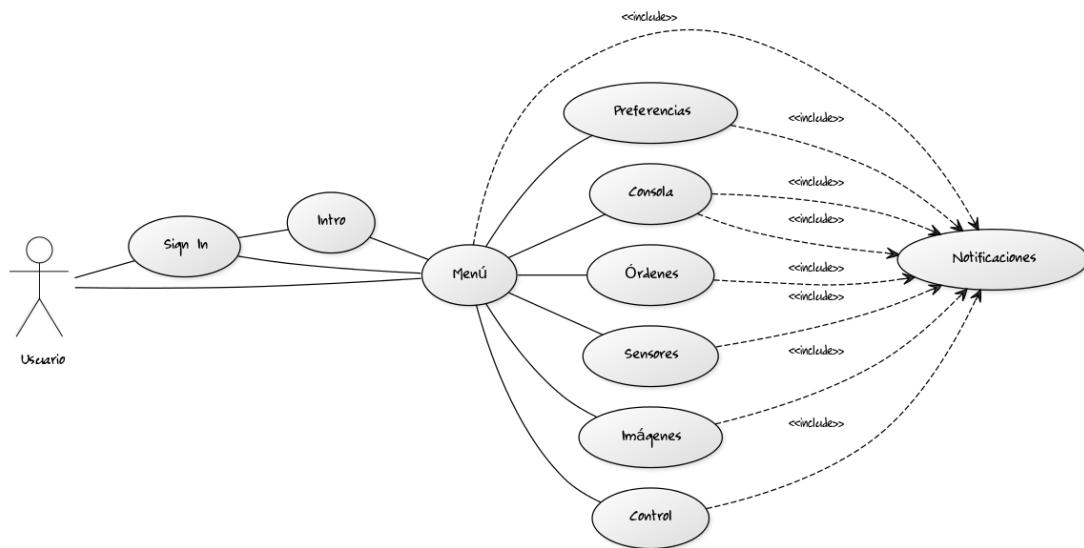 <<include>>
Preferencias
<<include>>
Consola
<<include>>
Intro
<<include>>
Sign In
Menú
Notificaciones
Órdenes
<<include>>
<<include>>
Usuario
Sensores
<<include>>
Imágenes
<<include>>
Control